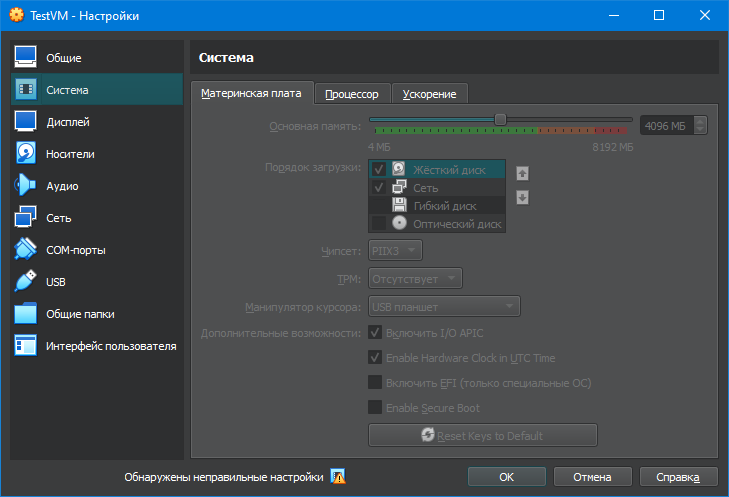 TestVM - Настройки
Общие
Система
Дисплей
Носители
Аудио
Сеть
COM-порты
USB
Общие папки
Интерфейс пользователя
Система
Материнская плата Процессор Ускорение
Основная память: 4096 МБ
4 МБ 8192 МБ
Порядок загрузки: Жёсткий диск
Сеть
Гибкий диск
Оптический диск
Чипсет: PIIX3
TPM: Отсутствует
Манипулятор курсора: USB планшет
Дополнительные возможности: Включить I/O APIC
Enable Hardware Clock in UTC Time
Включить EFI (только специальные ОС)
Enable Secure Boot
Reset Keys to Default
Обнаружены неправильные настройки OK Отмена Справка